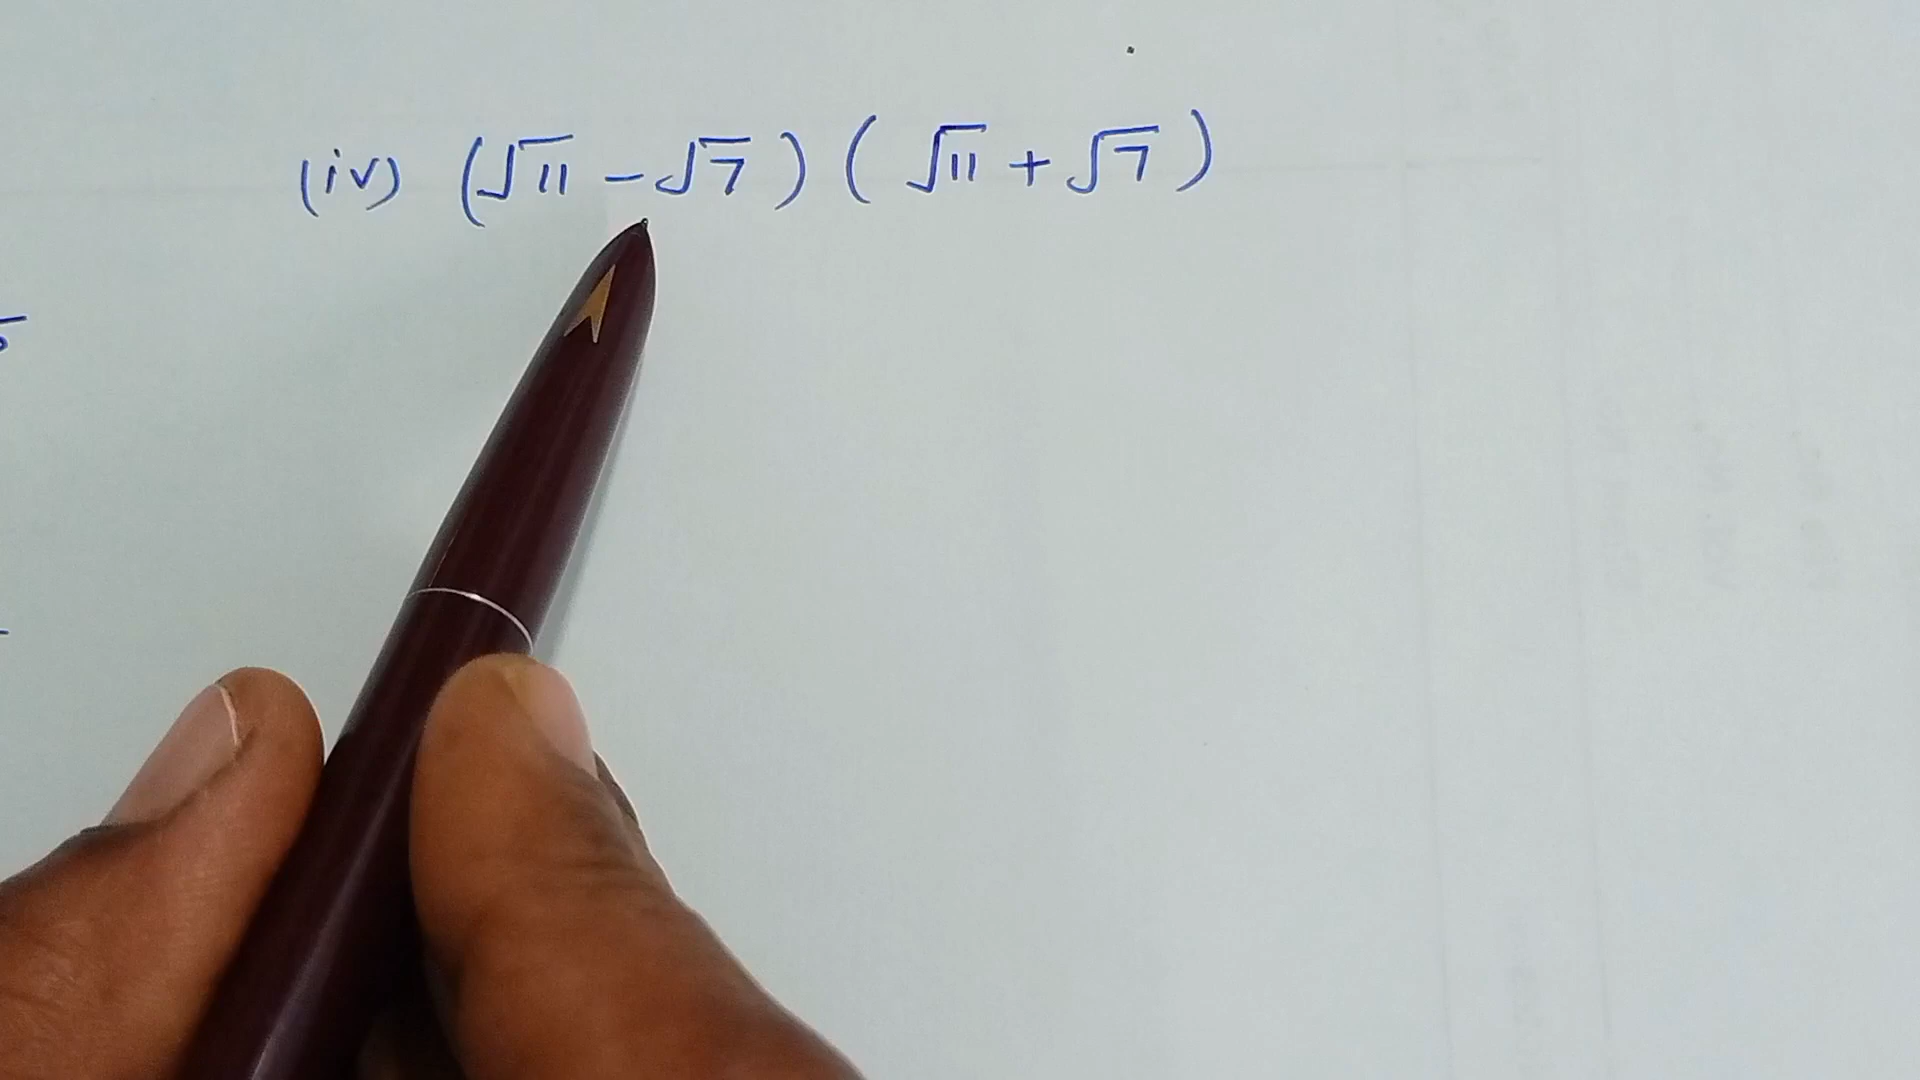 (iv) (√11 - √7) (√11 + √7)